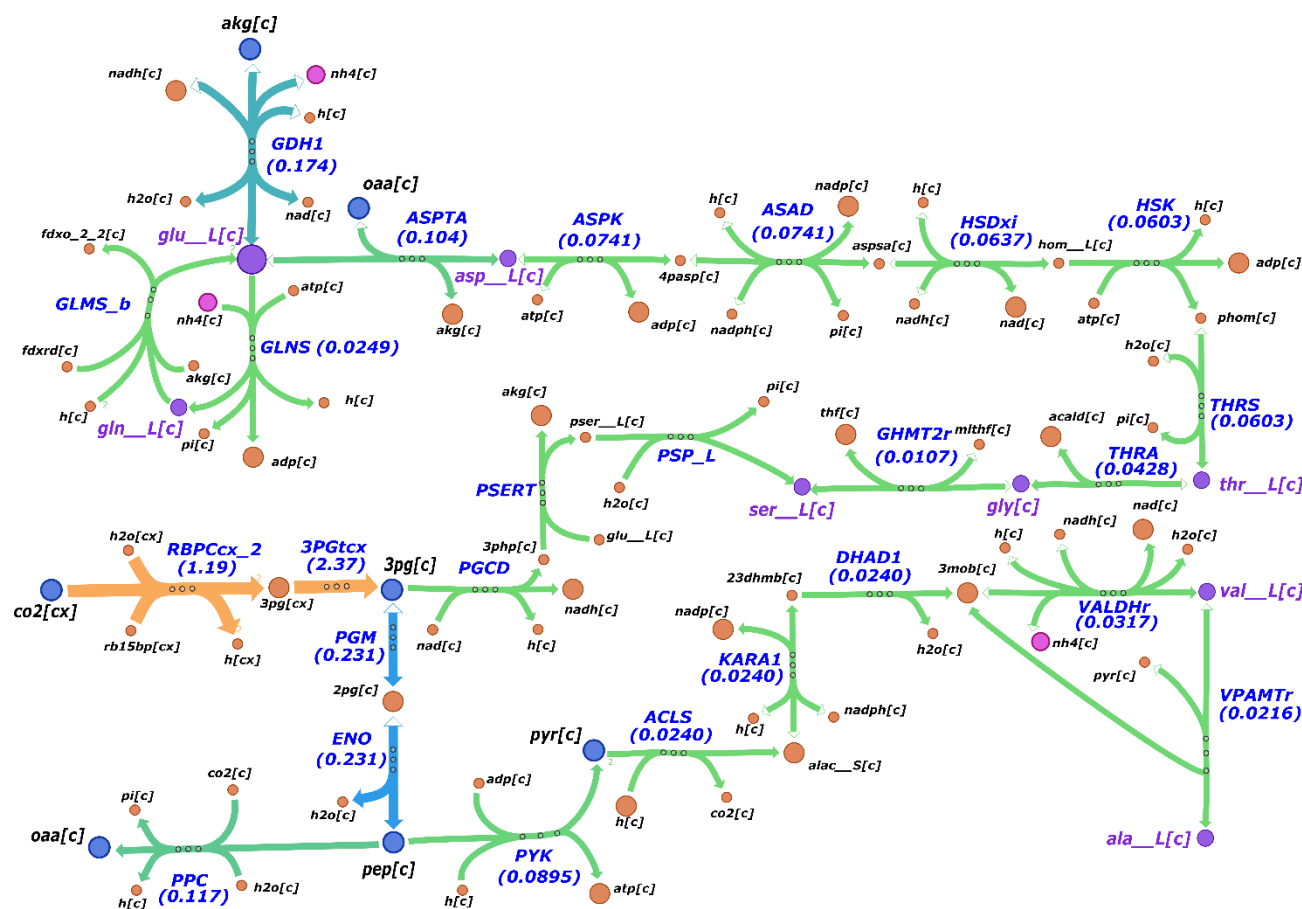 akg[c]
nadh[c]
nh4[c]
h[c]
GDH1
(0.174)
h2o[c]
nad[c]
glu__L[c]
2
fdxo_2_2[c]
GLMS_b
nh4[c]
atp[c]
GLNS (0.0249)
fdxrd[c]
akg[c]
h[c]
2
gln__L[c]
pi[c]
h[c]
adp[c]
oaa[c]
ASPTA
(0.104)
asp__L[c]
akg[c]
ASPK
(0.0741)
atp[c]
adp[c]
4pasp[c]
h[c]
nadp[c]
ASAD
(0.0741)
nadph[c]
pi[c]
aspsa[c]
h[c]
HSDxi
(0.0637)
nadh[c]
nad[c]
hom__L[c]
HSK
(0.0603)
h[c]
adp[c]
atp[c]
phom[c]
h2o[c]
pi[c]
THRS
(0.0603)
thr__L[c]
acald[c]
THRA
(0.0428)
gly[c]
thf[c]
mlthf[c]
GHMT2r
(0.0107)
ser__L[c]
pi[c]
PSP_L
h2o[c]
pser__L[c]
akg[c]
PSERT
glu__L[c]
3php[c]
h2o[cx]
RBPCcx_2
(1.19)
2
co2[cx]
rb15bp[cx]
2
h[cx]
3pg[cx]
3PGtcx
(2.37)
3pg[c]
PGCD
nadh[c]
nad[c]
h[c]
PGM
(0.231)
2pg[c]
ENO
(0.231)
h2o[c]
pep[c]
co2[c]
pi[c]
oaa[c]
PPC
(0.117)
h[c]
h2o[c]
adp[c]
PYK
(0.0895)
h[c]
atp[c]
pyr[c]
2
ACLS
(0.0240)
h[c]
co2[c]
alac__S[c]
nadp[c]
KARA1
(0.0240)
h[c]
nadph[c]
23dhmb[c]
DHAD1
(0.0240)
h2o[c]
3mob[c]
h[c]
nadh[c]
nad[c]
h2o[c]
VALDHr
(0.0317)
nh4[c]
val__L[c]
pyr[c]
VPAMTr
(0.0216)
ala__L[c]